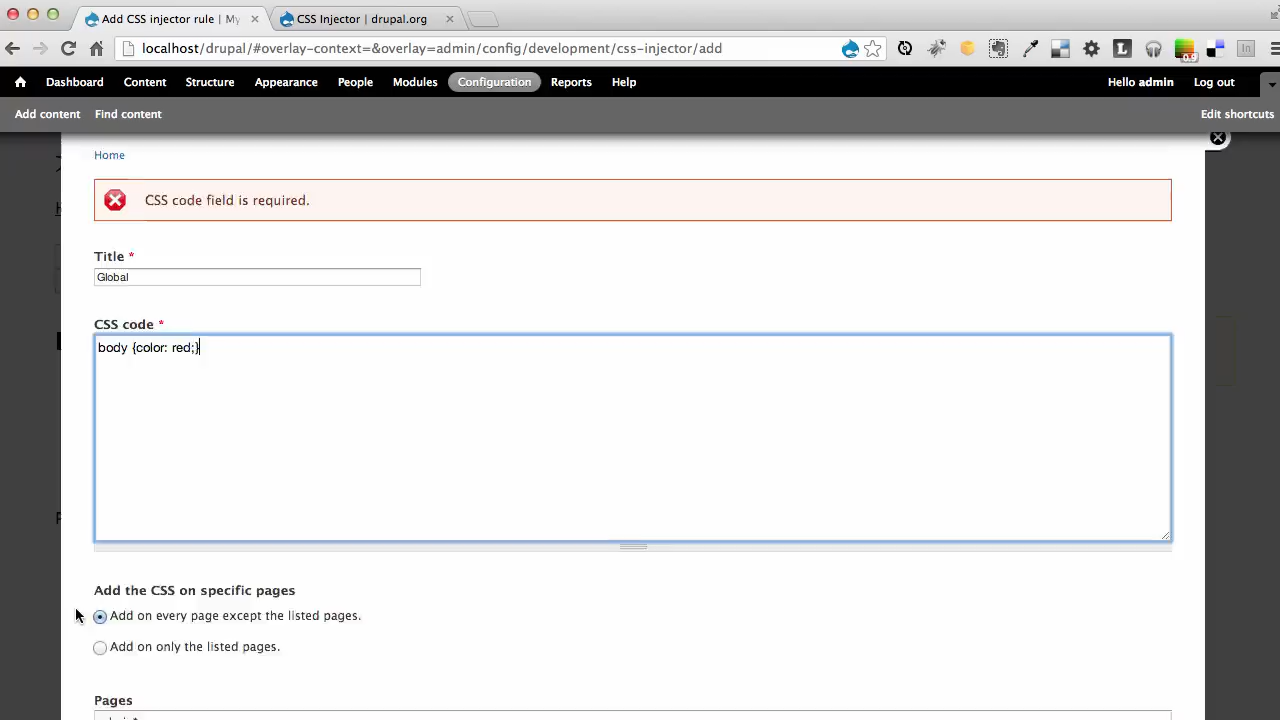 Add CSS injector rule | My
CSS Injector | drupal.org
localhost/drupal/#overlay-context=&overlay=admin/config/development/css-injector/add
Dashboard Content Structure Appearance People Modules Configuration Reports Help Hello admin Log out
Add content Find content Edit shortcuts
Home
CSS code field is required.
Title *
Global
CSS code *
body {color: red;}
Add the CSS on specific pages
Add on every page except the listed pages.
Add on only the listed pages.
Pages